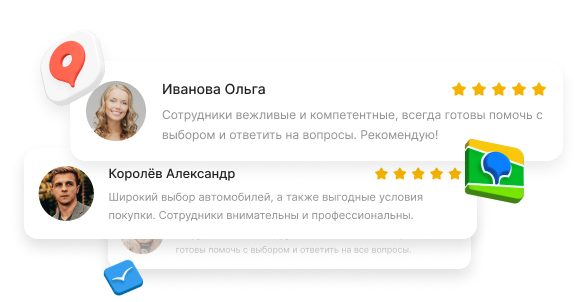 Иванова Ольга
Сотрудники вежливые и компетентные, всегда готовы помочь с
выбором и ответить на вопросы. Рекомендую!
Королёв Александр
Широкий выбор автомобилей, а также выгодные условия
покупки. Сотрудники внимательны и профессиональны.
готовы помочь с выбором и ответить на все вопросы.